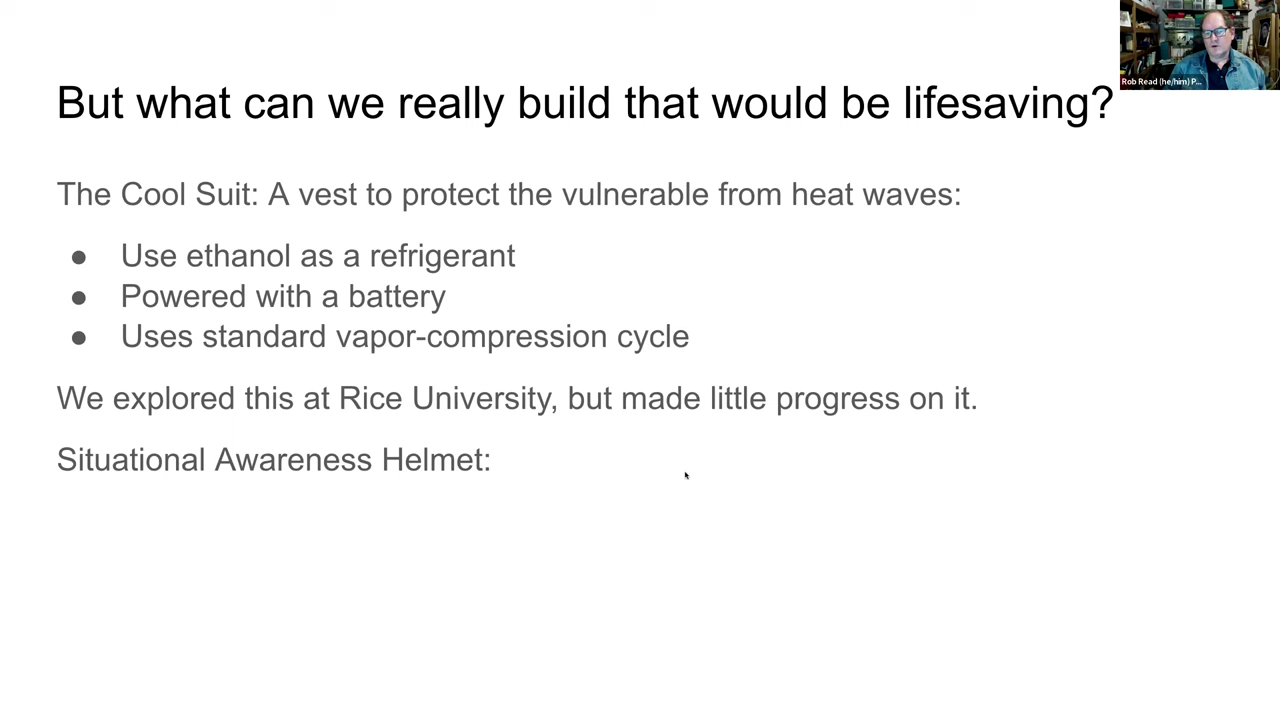 Rob Read (he/him) P...
But what can we really build that would be lifesaving?
The Cool Suit: A vest to protect the vulnerable from heat waves:
● Use ethanol as a refrigerant
● Powered with a battery
● Uses standard vapor-compression cycle
We explored this at Rice University, but made little progress on it.
Situational Awareness Helmet: